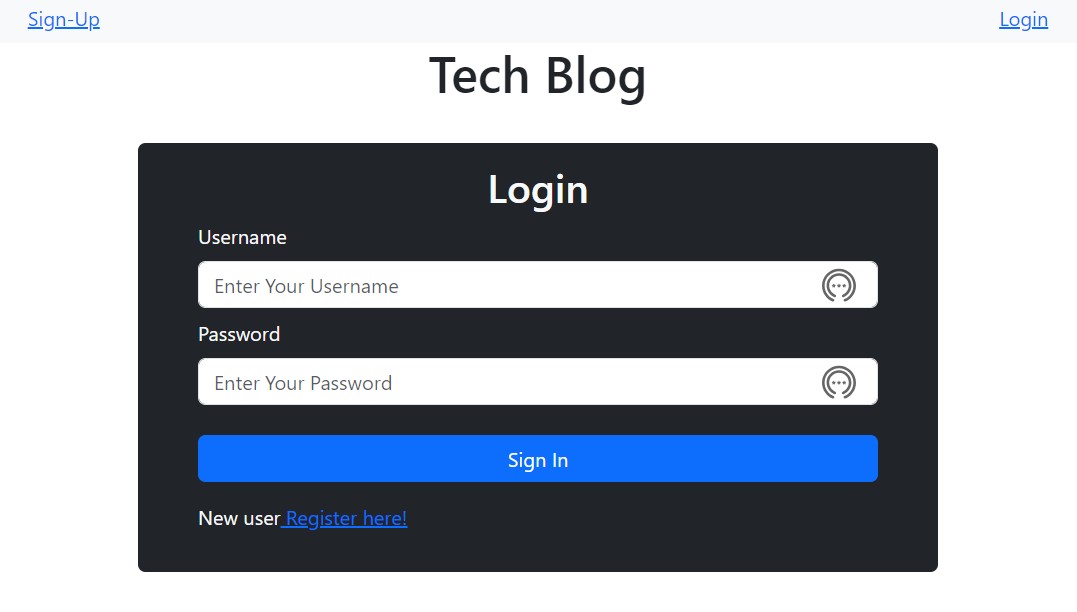 Sign-Up Login
Tech Blog
Login
Username
Enter Your Username
Password
Enter Your Password
Sign In
New user Register here!